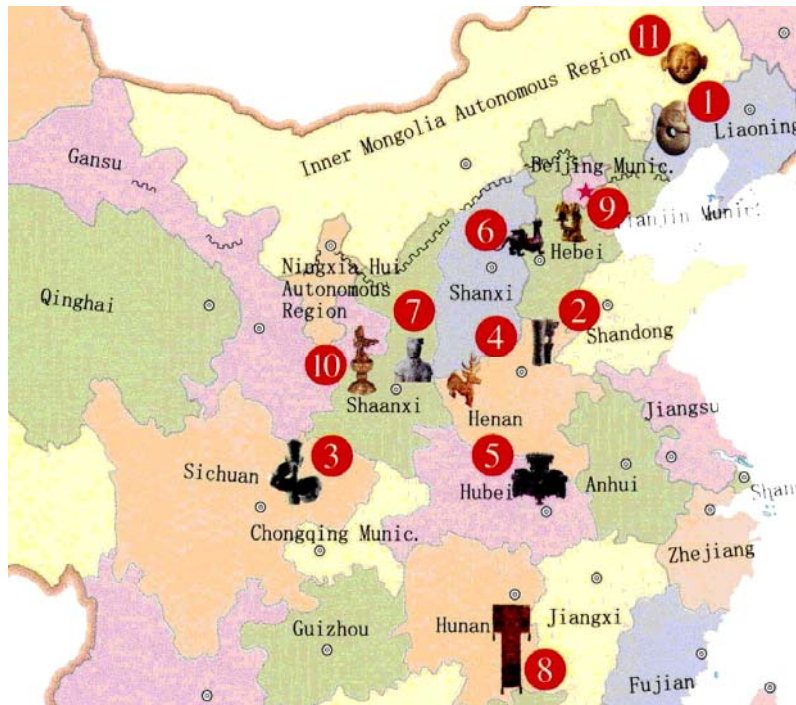 11
Inner Mongolia Autonomous Region
1
Liaoning
Gansu
Beijing Munic.
9
6
Hebei
Ningxia Hui
Autonomous
Region
Qinghai
Shanxi
7
2
4
Shandong
10
Shaanxi
Henan
Jiangsu
3
5
Sichuan
Hubei
Anhui
Chongqing Munic.
Zhejiang
Hunan
Jiangxi
Guizhou
8
Fujian